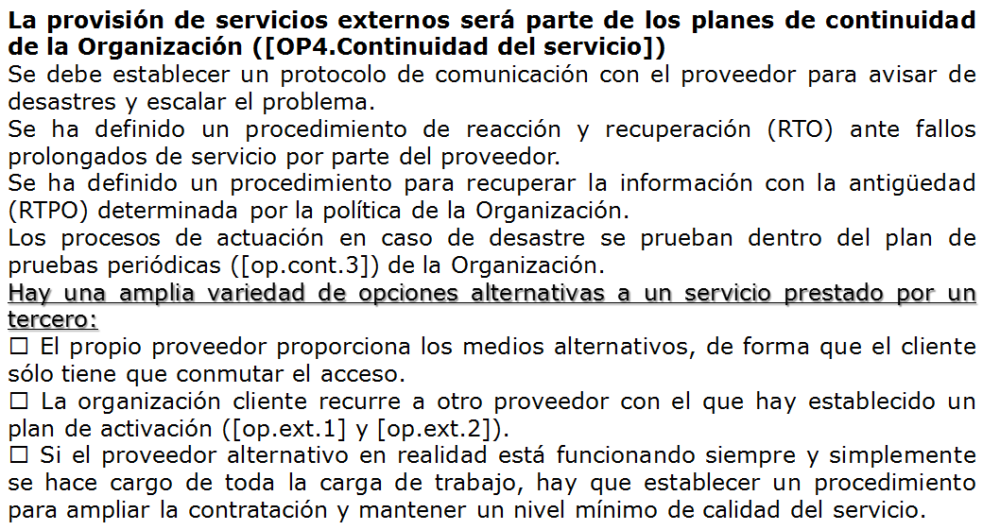 La provisión de servicios externos será parte de los planes de continuidad
de la Organización ([OP4.Continuidad del servicio])
Se debe establecer un protocolo de comunicación con el proveedor para avisar de
desastres y escalar el problema.
Se ha definido un procedimiento de reacción y recuperación (RTO) ante fallos
prolongados de servicio por parte del proveedor.
Se ha definido un procedimiento para recuperar la información con la antigüedad
(RTPO) determinada por la política de la Organización.
Los procesos de actuación en caso de desastre se prueban dentro del plan de
pruebas periódicas ([op.cont.3]) de la Organización.
Hay una amplia variedad de opciones alternativas a un servicio prestado por un
tercero:
☐ El propio proveedor proporciona los medios alternativos, de forma que el cliente
sólo tiene que conmutar el acceso.
☐ La organización cliente recurre a otro proveedor con el que hay establecido un
plan de activación ([op.ext.1] y [op.ext.2]).
☐ Si el proveedor alternativo en realidad está funcionando siempre y simplemente
se hace cargo de toda la carga de trabajo, hay que establecer un procedimiento
para ampliar la contratación y mantener un nivel mínimo de calidad del servicio.